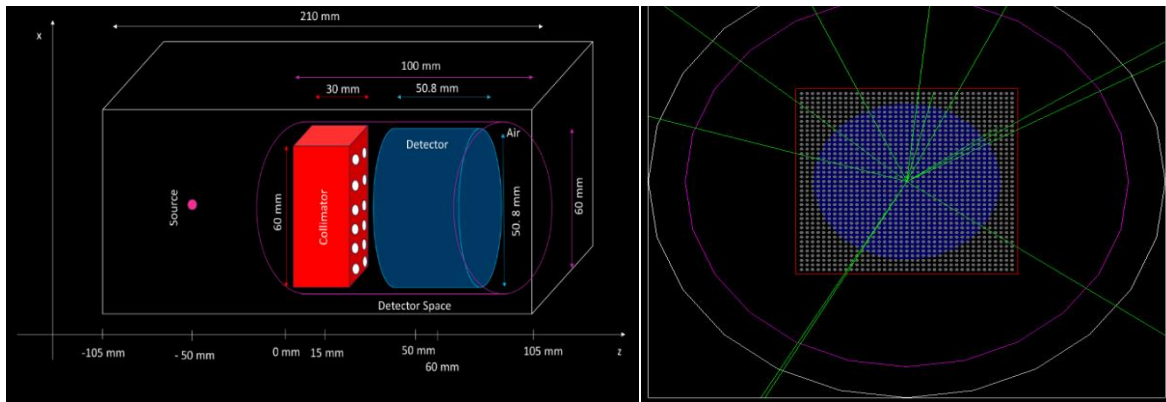 210 mm
x
100 mm
30 mm
50.8 mm
Air
Detector
Source
60 mm
Collimator
50. 8 mm
60 mm
Detector Space
-105 mm
- 50 mm
0 mm
15 mm
50 mm
60 mm
105 mm
z